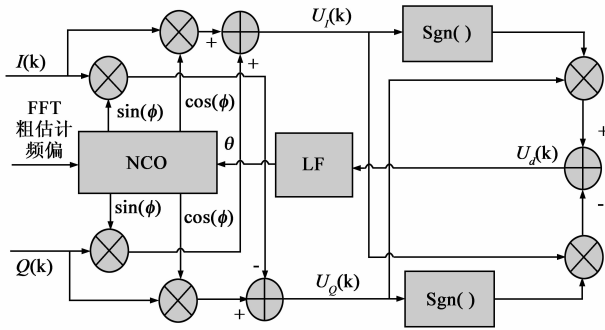 U_I(k)
Sgn( )
+
+
I(k)
sin(ϕ)
cos(ϕ)
FFT
粗估计
频偏
θ
NCO
LF
U_d(k)
+
-
sin(ϕ)
cos(ϕ)
Q(k)
-
U_Q(k)
+
Sgn( )